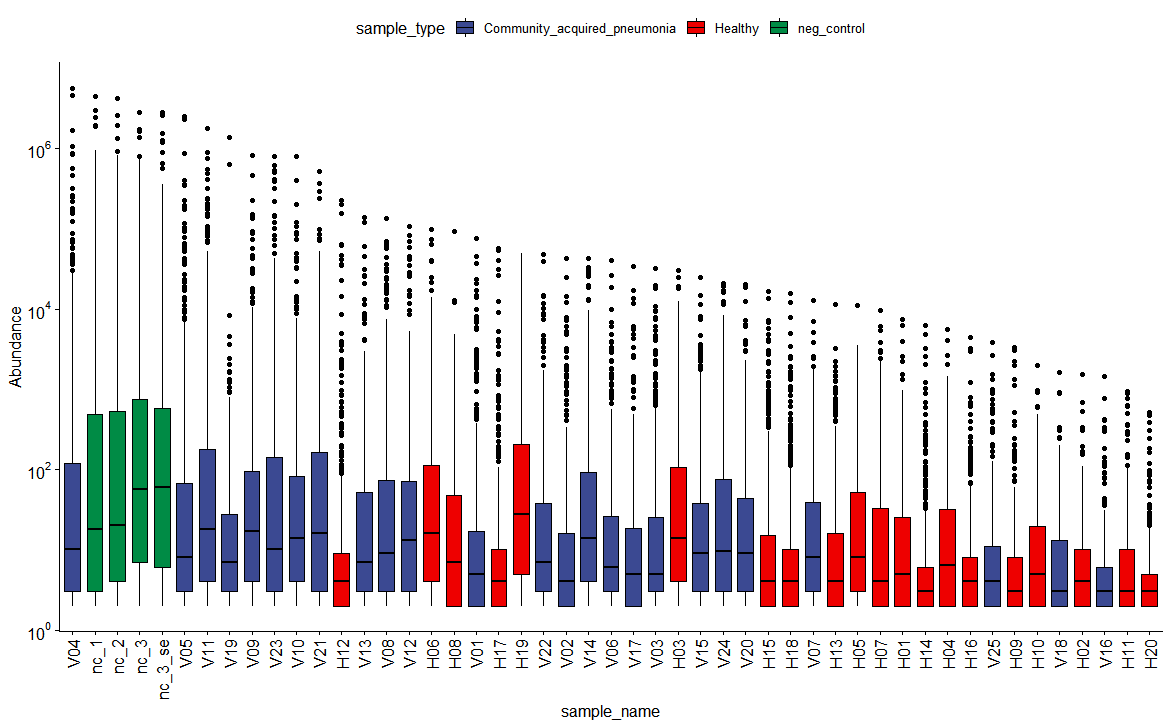 sample_type Community_acquired_pneumonia Healthy neg_control
Abundance
10^6
10^4
10^2
10^0
V04 nc_1 nc_2 nc_3 nc_3_se V05 V11 V19 V09 V23 V10 V21 H12 V13 V08 V12 H06 H08 V01 H17 H19 V22 V02 V14 V06 V17 V03 H03 V15 V24 V20 H15 H18 V07 H13 H05 H07 H01 H14 H04 H16 V25 H09 H10 V18 H02 V16 H11 H20
sample_name